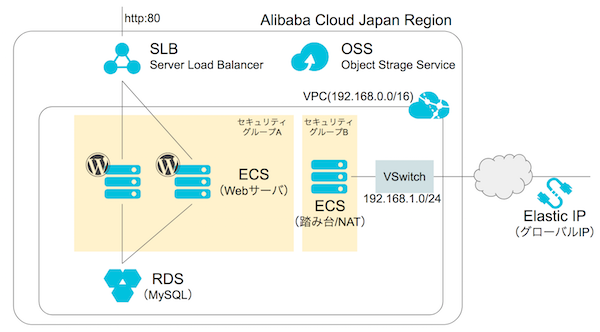 http:80
Alibaba Cloud Japan Region
SLB
Server Load Balancer
OSS
Object Strage Service
VPC(192.168.0.0/16)
セキュリティ
グループA
セキュリティ
グループB
W
W
ECS
(Webサーバ)
ECS
(踏み台/NAT)
VSwitch
192.168.1.0/24
Elastic IP
(グローバルIP)
RDS
(MySQL)